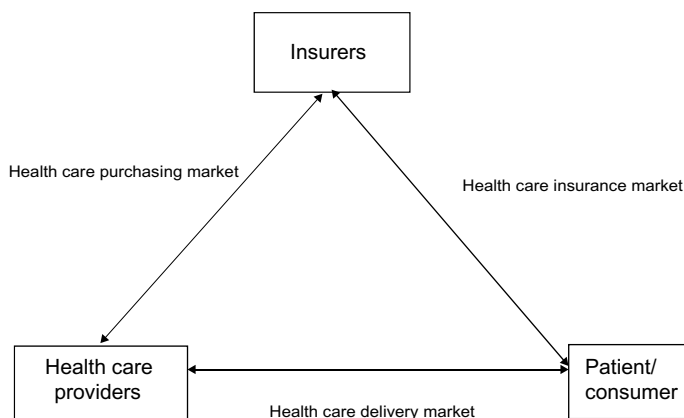 Insurers
Health care purchasing market
Health care insurance market
Health care
providers
Patient/
consumer
Health care delivery market